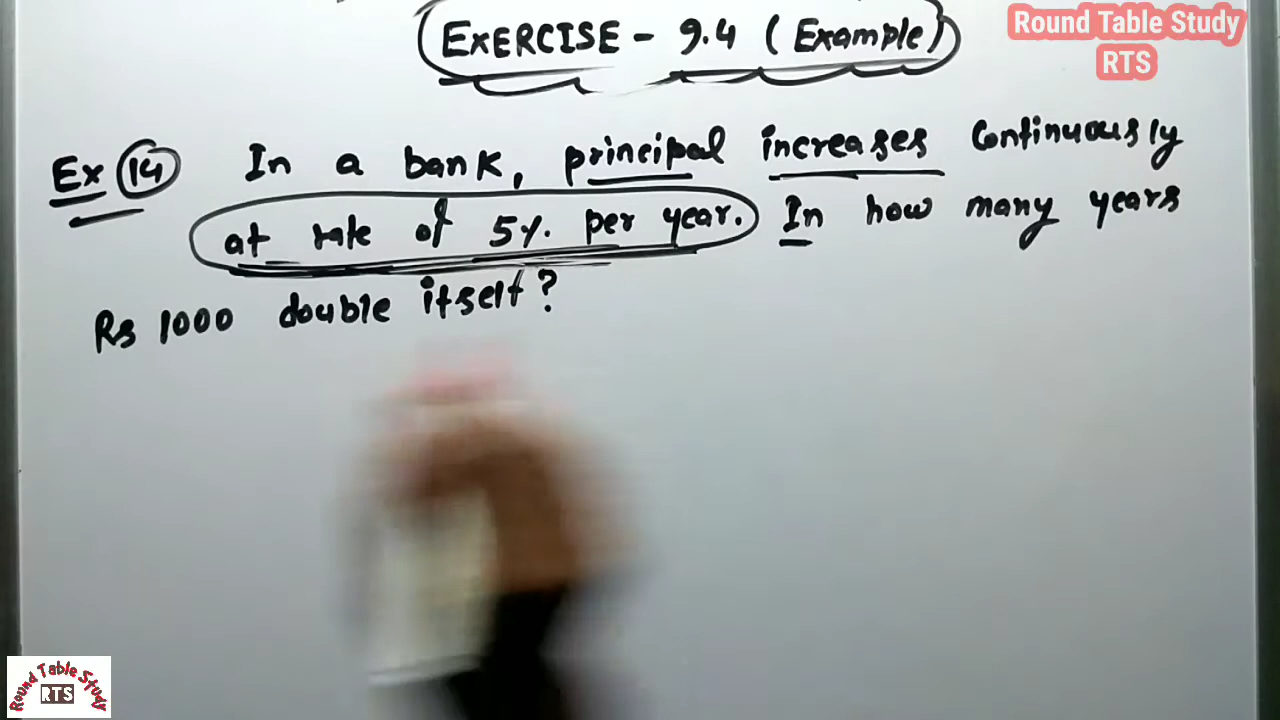 EXERCISE - 9.4 (Example)
Round Table Study
RTS
Ex 14 In a bank, principal increases continuously
at rate of 5%. per year. In how many years
Rs 1000 double itself?
Round Table Study
RTS